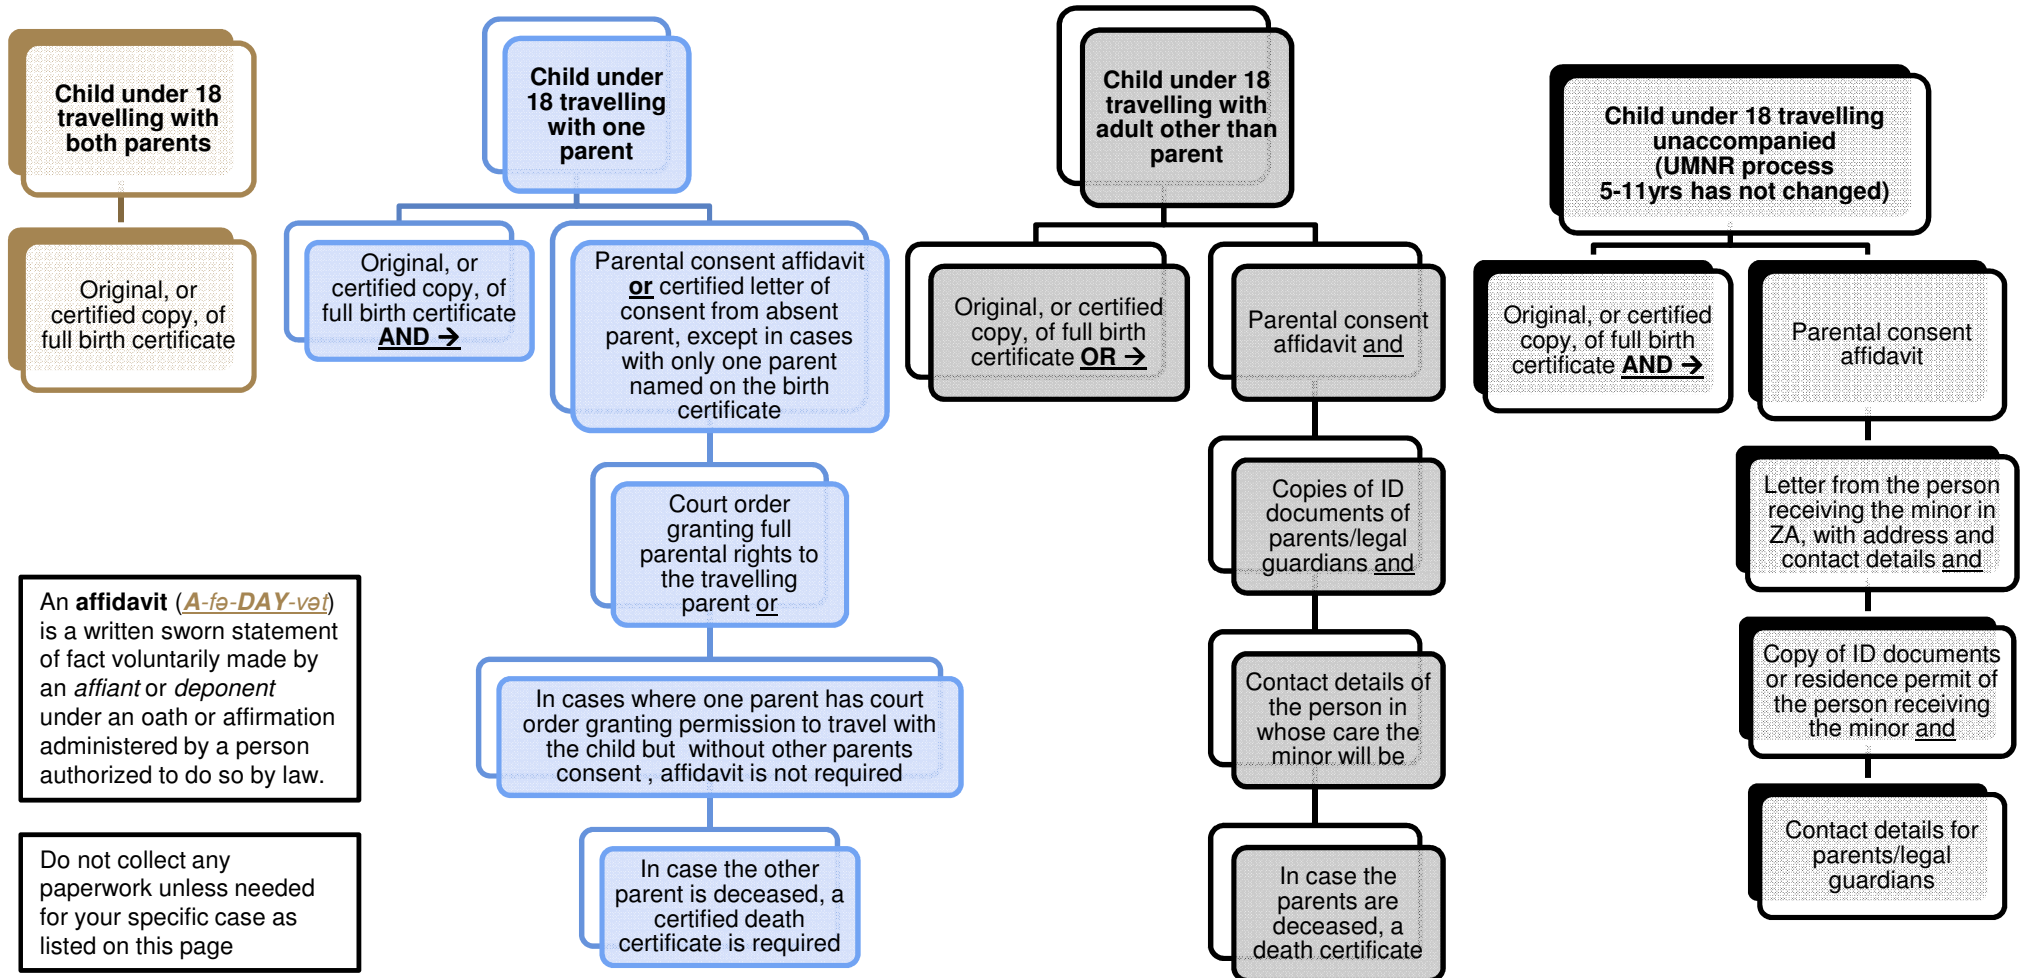 Child under 18
travelling with
both parents
Original, or
certified copy, of
full birth certificate
Child under
18 travelling
with one
parent
Original, or
certified copy, of
full birth certificate
AND →
Parental consent affidavit
or certified letter of
consent from absent
parent, except in cases
with only one parent
named on the birth
certificate
Court order
granting full
parental rights to
the travelling
parent or
In cases where one parent has court
order granting permission to travel with
the child but without other parents
consent , affidavit is not required
In case the other
parent is deceased, a
certified death
certificate is required
Child under 18
travelling with
adult other than
parent
Original, or certified
copy, of full birth
certificate OR →
Parental consent
affidavit and
Copies of ID
documents of
parents/legal
guardians and
Contact details of
the person in
whose care the
minor will be
In case the
parents are
deceased, a
death certificate
Child under 18 travelling
unaccompanied
(UMNR process
5-11yrs has not changed)
Original, or certified
copy, of full birth
certificate AND →
Parental consent
affidavit
Letter from the person
receiving the minor in
ZA, with address and
contact details and
Copy of ID documents
or residence permit of
the person receiving
the minor and
Contact details for
parents/legal
guardians
An affidavit (A-fə-DAY-vət)
is a written sworn statement
of fact voluntarily made by
an affiant or deponent
under an oath or affirmation
administered by a person
authorized to do so by law.
Do not collect any
paperwork unless needed
for your specific case as
listed on this page